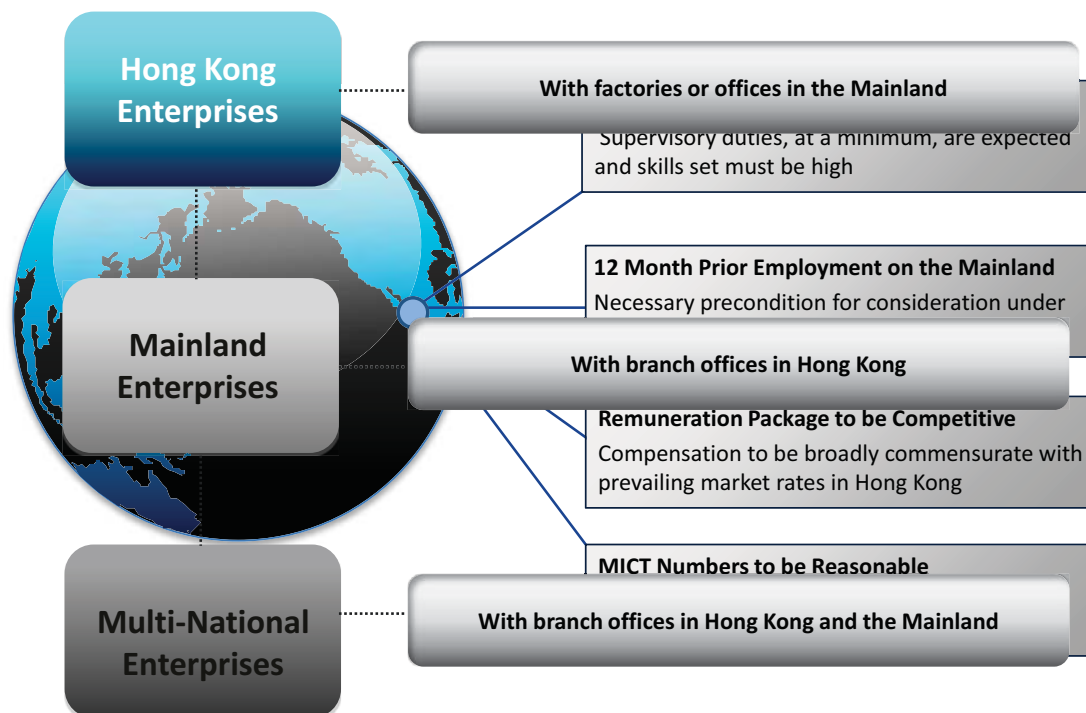 Hong Kong
Enterprises
With factories or offices in the Mainland
Supervisory duties, at a minimum, are expected
and skills set must be high
12 Month Prior Employment on the Mainland
Necessary precondition for consideration under
Mainland
Enterprises
With branch offices in Hong Kong
Remuneration Package to be Competitive
Compensation to be broadly commensurate with
prevailing market rates in Hong Kong
MICT Numbers to be Reasonable
Multi-National
Enterprises
With branch offices in Hong Kong and the Mainland